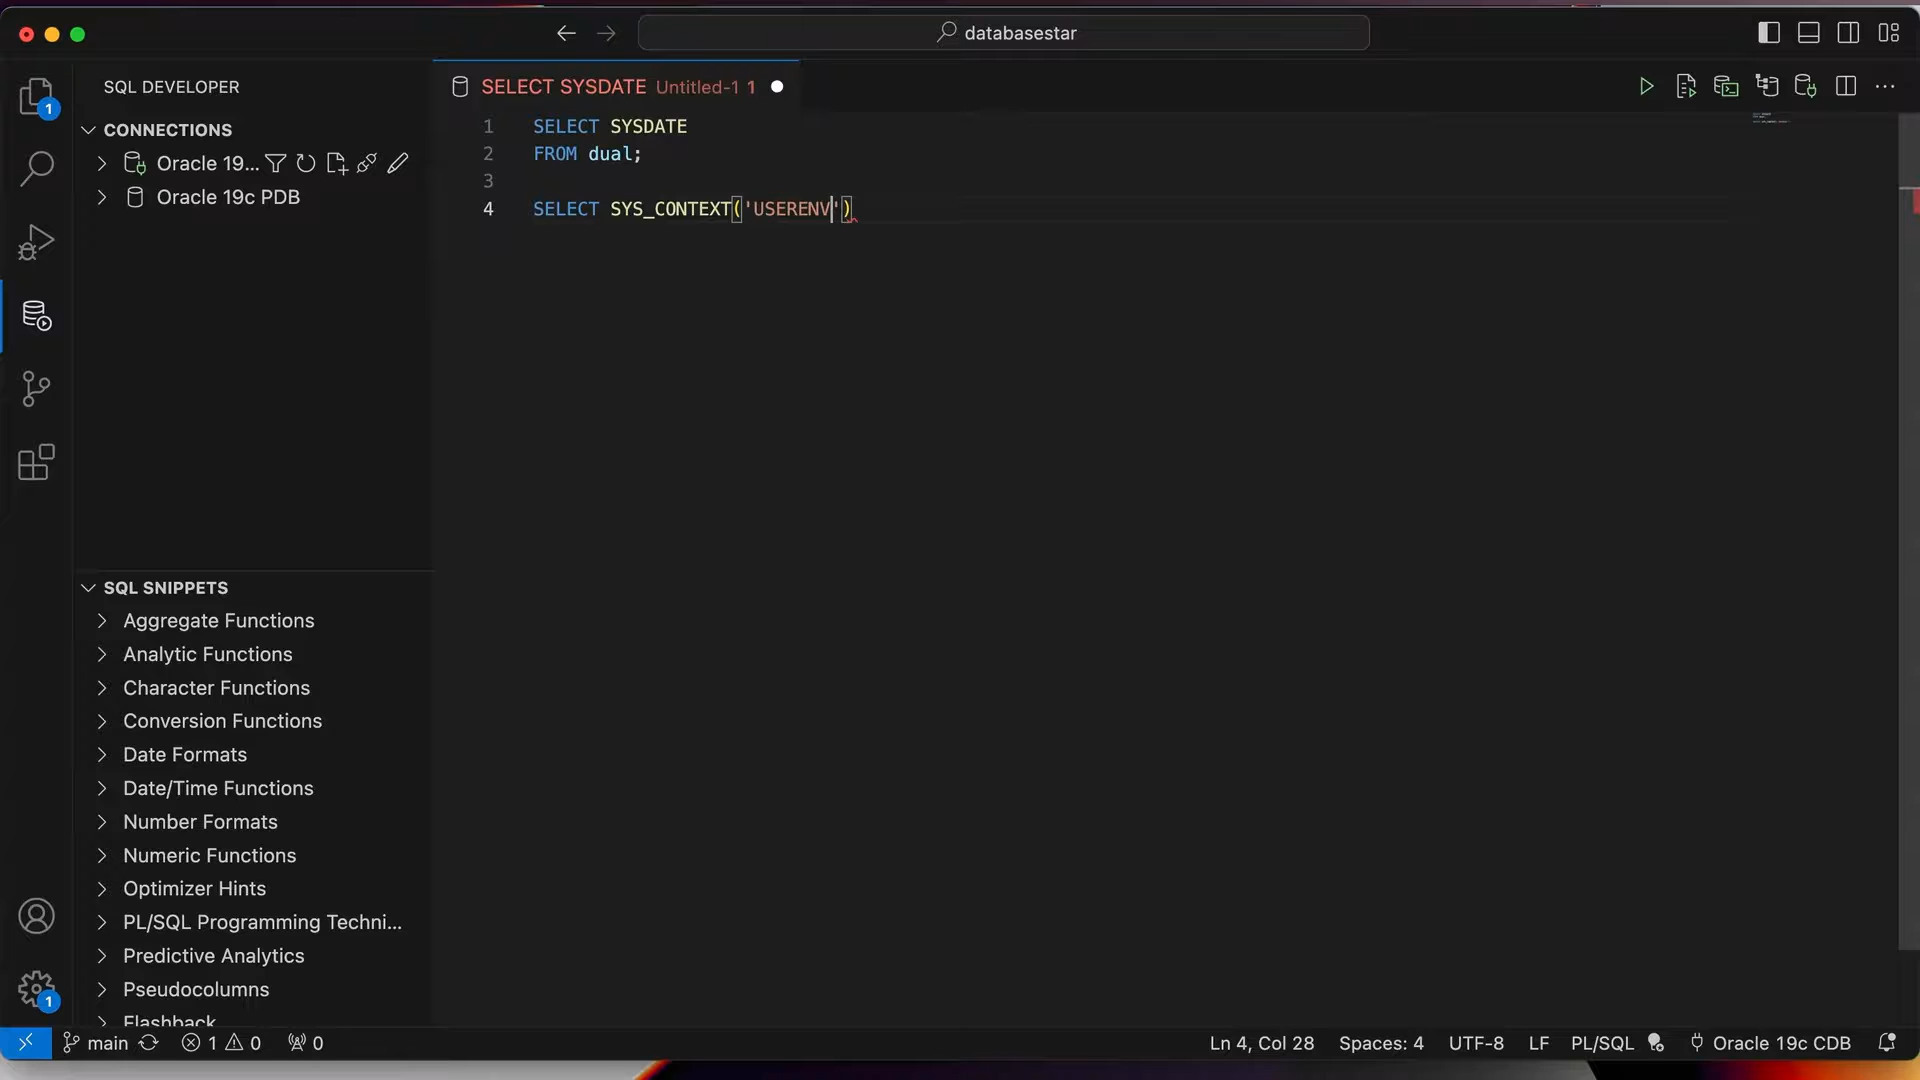 databasestar
SQL DEVELOPER
SELECT SYSDATE Untitled-1 1
CONNECTIONS
Oracle 19...
Oracle 19c PDB
1 SELECT SYSDATE
2 FROM dual;
3
4 SELECT SYS_CONTEXT('USERENV')
1
SQL SNIPPETS
Aggregate Functions
Analytic Functions
Character Functions
Conversion Functions
Date Formats
Date/Time Functions
Number Formats
Numeric Functions
Optimizer Hints
PL/SQL Programming Techni...
Predictive Analytics
Pseudocolumns
Flashback
1
main 1 0 0 Ln 4, Col 28 Spaces: 4 UTF-8 LF PL/SQL Oracle 19c CDB